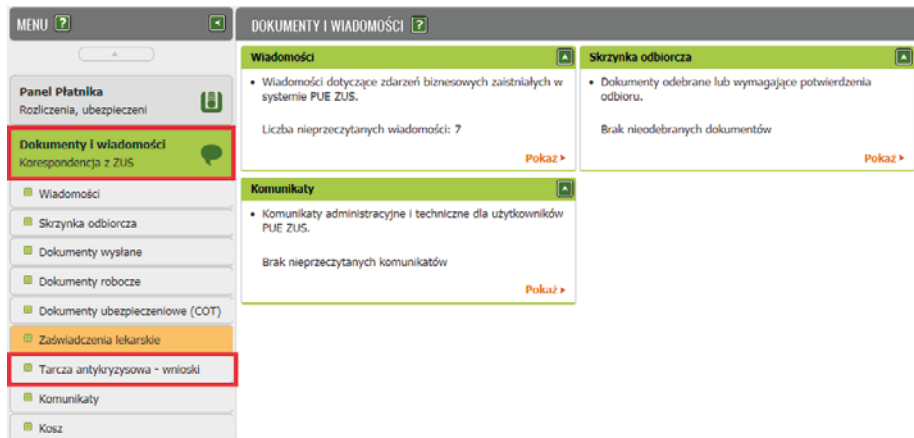 MENU ?
Panel Płatnika
Rozliczenia, ubezpieczeni
Dokumenty i wiadomości
Korespondencja z ZUS
Wiadomości
Skrzynka odbiorcza
Dokumenty wysłane
Dokumenty robocze
Dokumenty ubezpieczeniowe (COT)
Zaświadczenia lekarskie
Tarcza antykryzysowa - wnioski
Komunikaty
Kosz
DOKUMENTY I WIADOMOŚCI ?
Wiadomości
• Wiadomości dotyczące zdarzeń biznesowych zaistniałych w
systemie PUE ZUS.
Liczba nieprzeczytanych wiadomości: 7
Pokaż
Skrzynka odbiorcza
• Dokumenty odebrane lub wymagające potwierdzenia
odbioru.
Brak nieodebranych dokumentów
Pokaż
Komunikaty
• Komunikaty administracyjne i techniczne dla użytkowników
PUE ZUS.
Brak nieprzeczytanych komunikatów
Pokaż